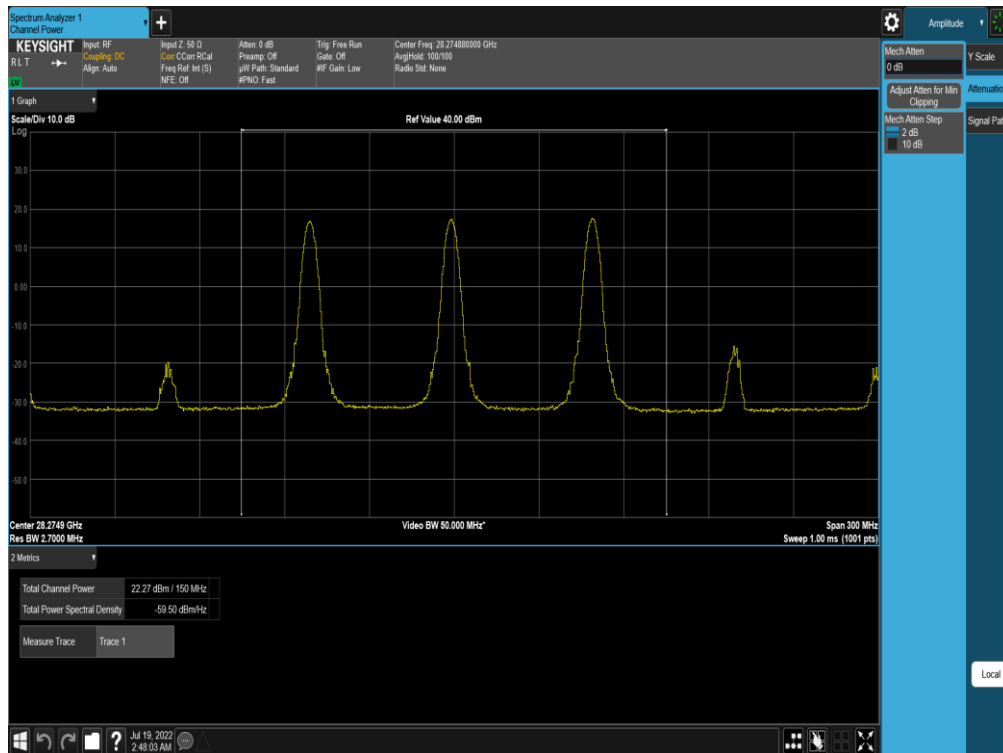 Spectrum Analyzer 1
Channel Power
+
Amplitude
KEYSIGHT
RLT
LXI
Input: RF
Coupling: DC
Align: Auto
Input Z: 50 Ω
Corr CCorr RCal
Freq Ref: Int (S)
NFE: Off
Atten: 0 dB
Preamp: Off
µW Path: Standard
#PNO: Fast
Trig: Free Run
Gate: Off
#IF Gain: Low
Center Freq: 28.274880000 GHz
Avg|Hold: 100/100
Radio Std: None
Mech Atten
0 dB
Adjust Atten for Min
Clipping
Mech Atten Step
2 dB
10 dB
Y Scale
Attenuatio
Signal Pat
1 Graph
Scale/Div 10.0 dB
Ref Value 40.00 dBm
Log
30.0
20.0
10.0
0.00
-10.0
-20.0
-30.0
-40.0
-50.0
Center 28.2749 GHz
Video BW 50.000 MHz*
Span 300 MHz
Res BW 2.7000 MHz
Sweep 1.00 ms (1001 pts)
2 Metrics
Total Channel Power 22.27 dBm / 150 MHz
Total Power Spectral Density -59.50 dBm/Hz
Measure Trace Trace 1
Local
?
Jul 19, 2022
2:48:03 AM